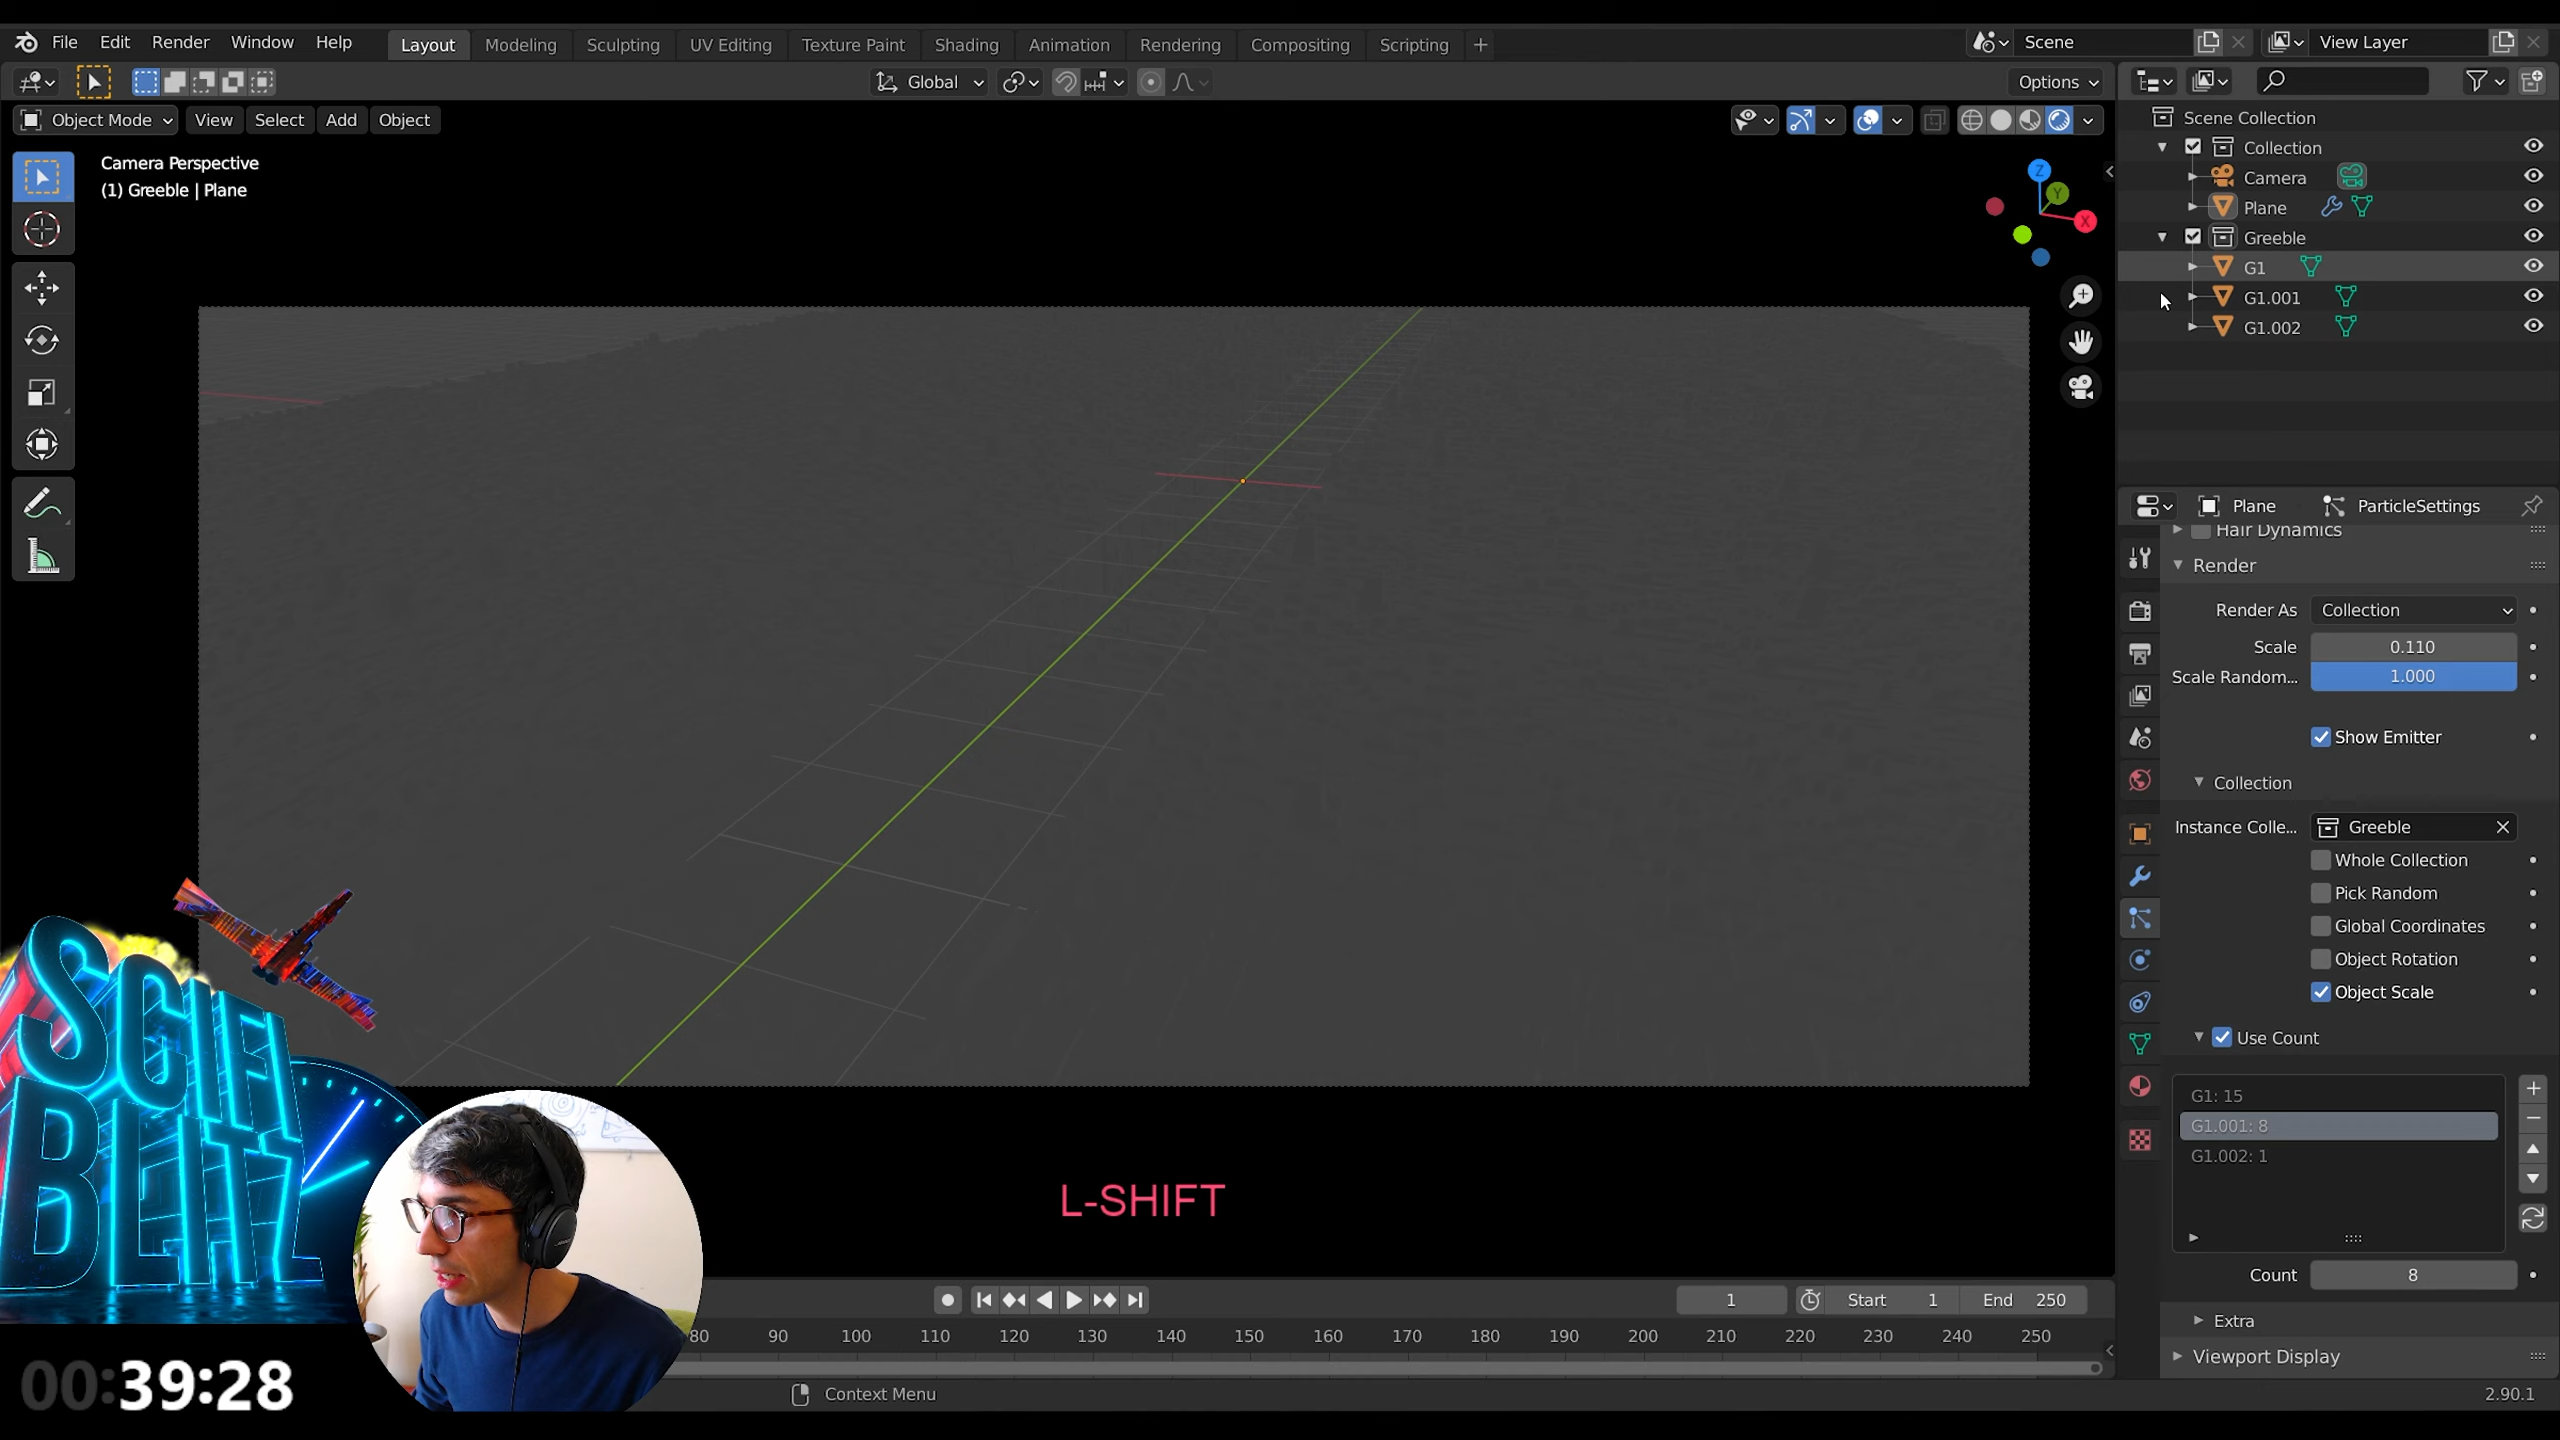 File Edit Render Window Help Layout Modeling Sculpting UV Editing Texture Paint Shading Animation Rendering Compositing Scripting + Scene View Layer
Global Options
Object Mode View Select Add Object
Camera Perspective
(1) Greeble | Plane
Z
Y
X
Scene Collection
Collection
Camera
Plane
Greeble
G1
G1.001
G1.002
Plane ParticleSettings
Hair Dynamics
Render
Render As Collection
Scale 0.110
Scale Random... 1.000
Show Emitter
Collection
Instance Colle... Greeble
Whole Collection
Pick Random
Global Coordinates
Object Rotation
Object Scale
Use Count
G1: 15
G1.001: 8
G1.002: 1
Count 8
Extra
Viewport Display
SCIFI
BLITZ
L-SHIFT
1 Start 1 End 250
80 90 100 110 120 130 140 150 160 170 180 190 200 210 220 230 240 250
00:39:28
Context Menu
2.90.1